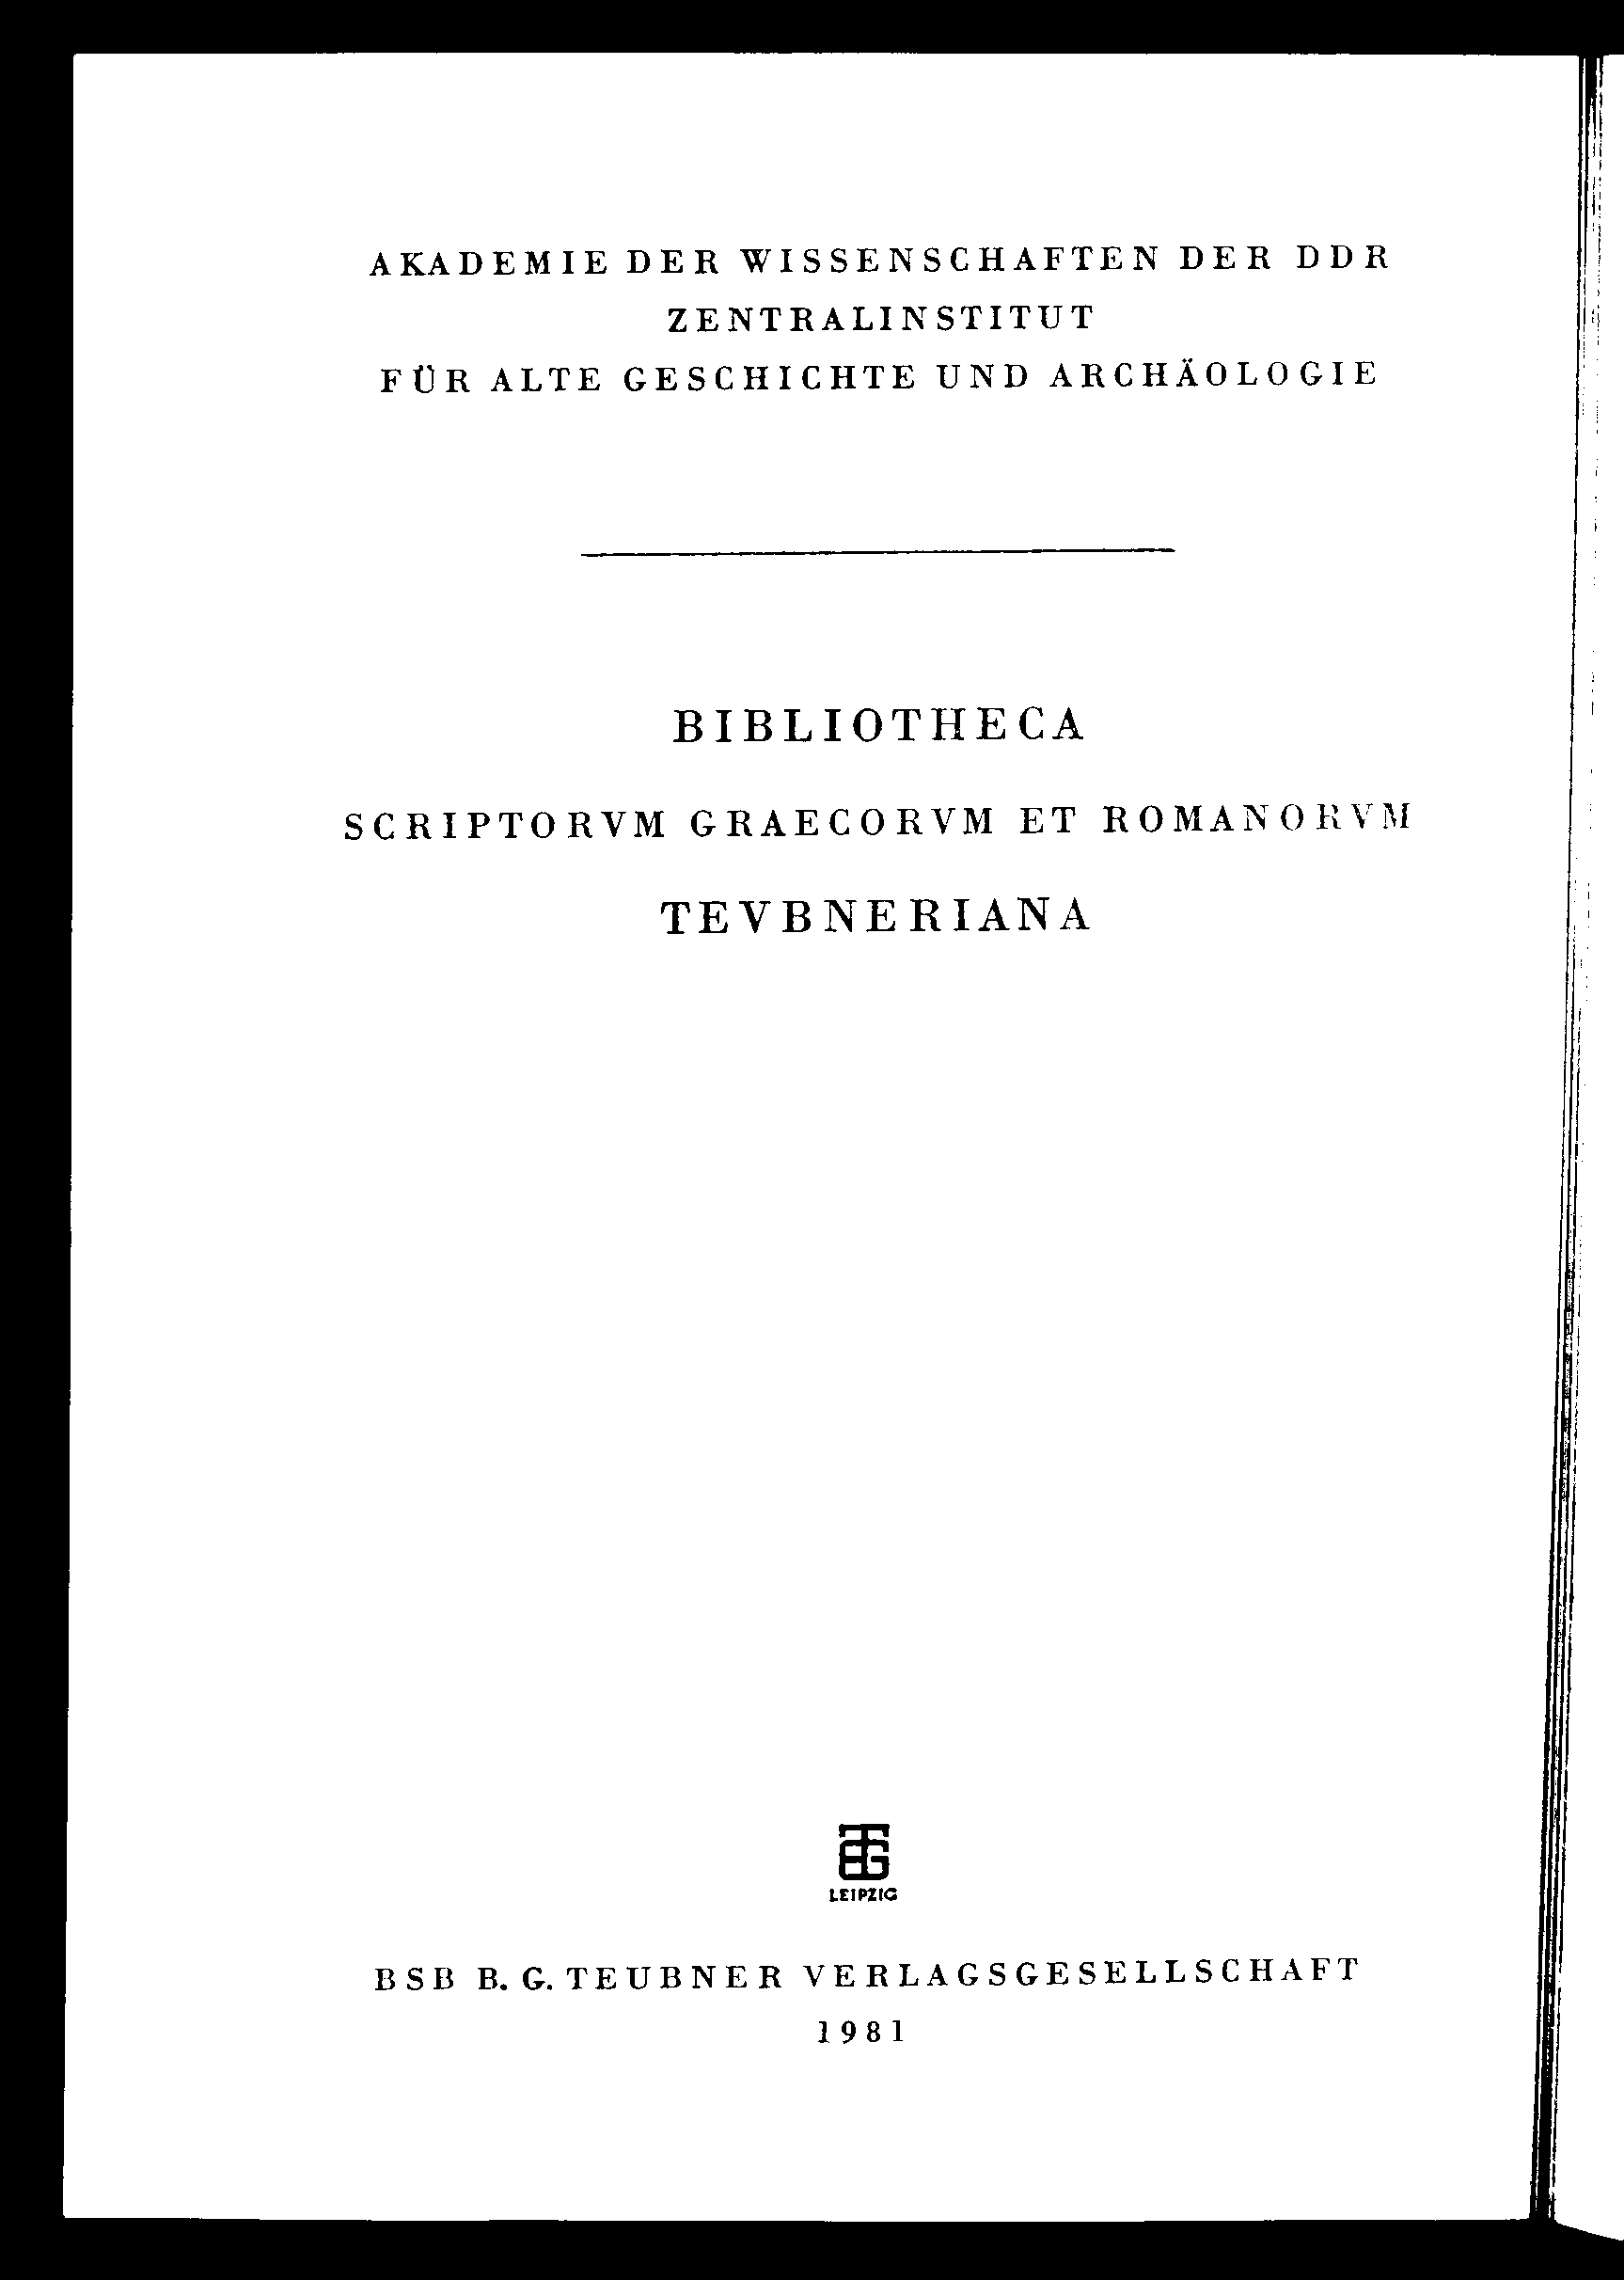 AKADEMIE DER WISSENSCHAFTEN DER DDR
ZENTRALINSTITUT
FÜR ALTE GESCHICHTE UND ARCHÄOLOGIE
BIBLIOTHECA
SCRIPTORVM GRAECORVM ET ROMANORVM
TEVBNERIANA
LEIPZIG
BSB B. G. TEUBNER VERLAGSGESELLSCHAFT
1981